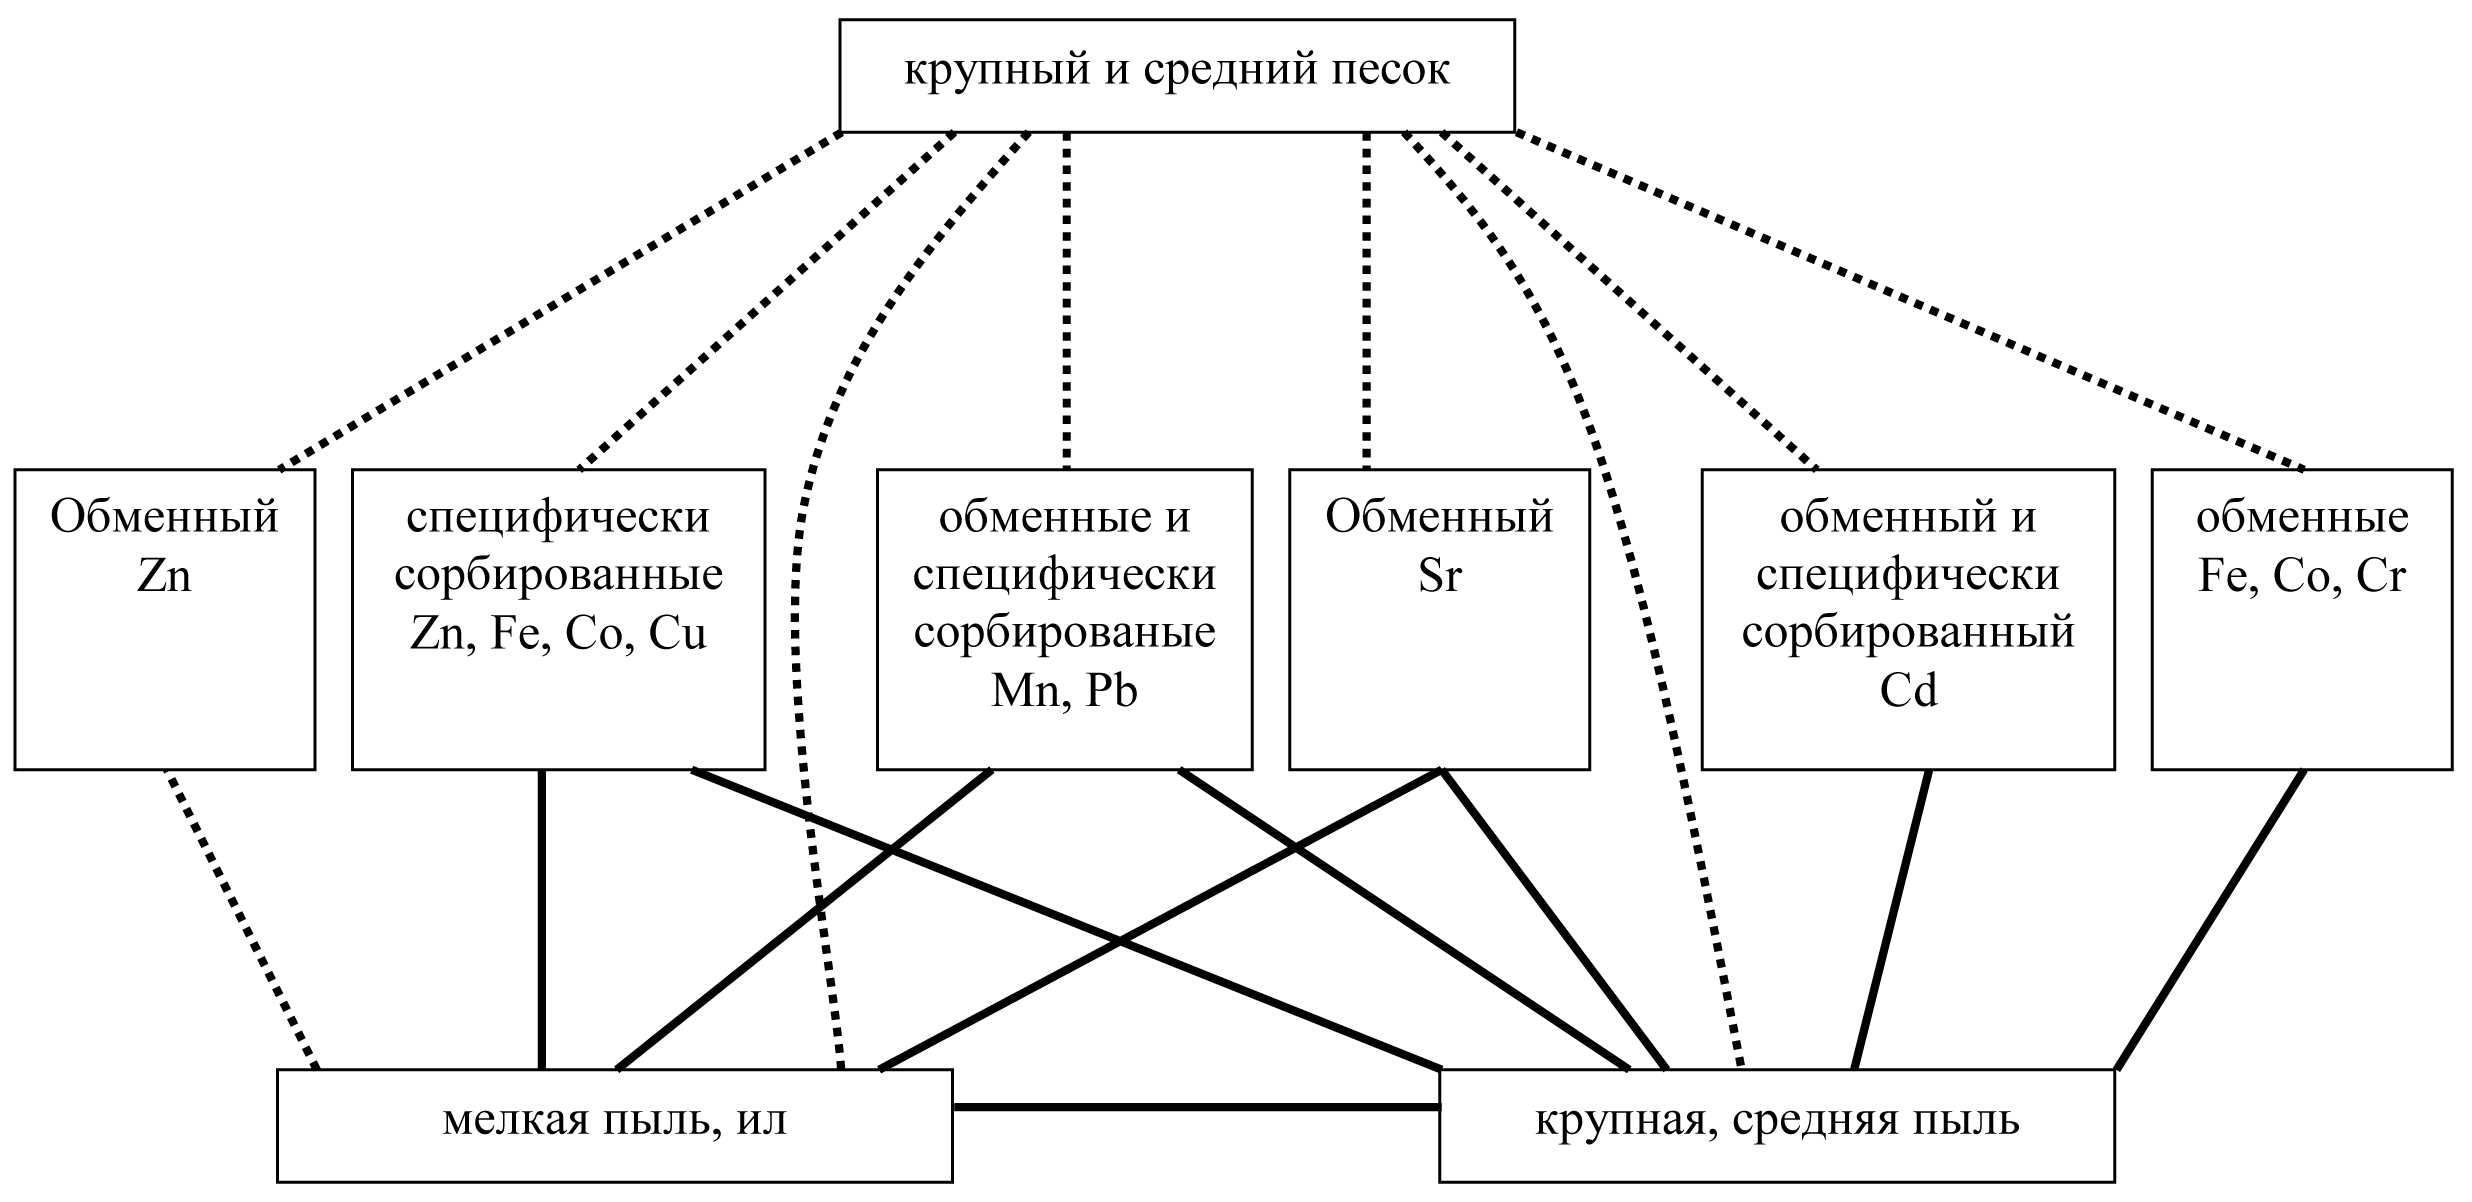 крупный и средний песок
Обменный
Zn
специфически
сорбированные
Zn, Fe, Co, Cu
обменные и
специфически
сорбированые
Mn, Pb
Обменный
Sr
обменный и
специфически
сорбированный
Cd
обменные
Fe, Co, Cr
мелкая пыль, ил
крупная, средняя пыль